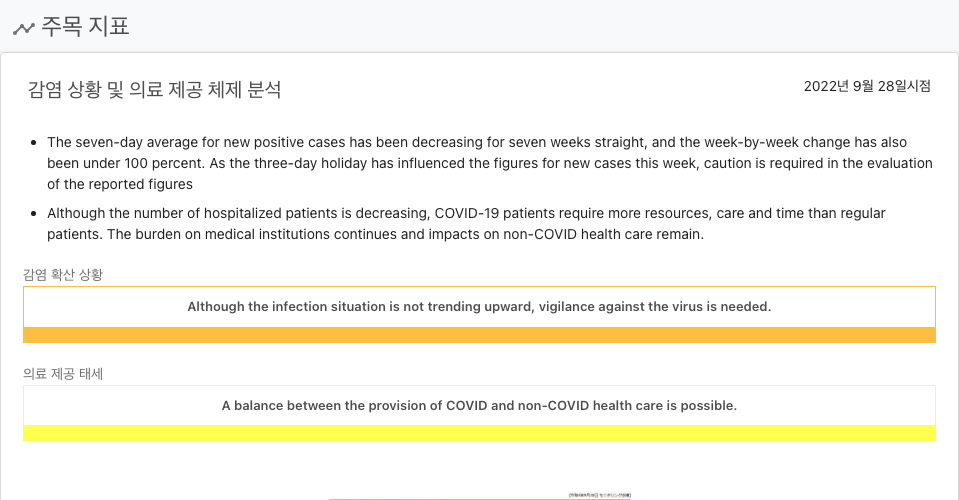 주목 지표
감염 상황 및 의료 제공 체제 분석
2022년 9월 28일시점
The seven-day average for new positive cases has been decreasing for seven weeks straight, and the week-by-week change has also
been under 100 percent. As the three-day holiday has influenced the figures for new cases this week, caution is required in the evaluation
of the reported figures
Although the number of hospitalized patients is decreasing, COVID-19 patients require more resources, care and time than regular
patients. The burden on medical institutions continues and impacts on non-COVID health care remain.
감염 확산 상황
Although the infection situation is not trending upward, vigilance against the virus is needed.
의료 제공 태세
A balance between the provision of COVID and non-COVID health care is possible.